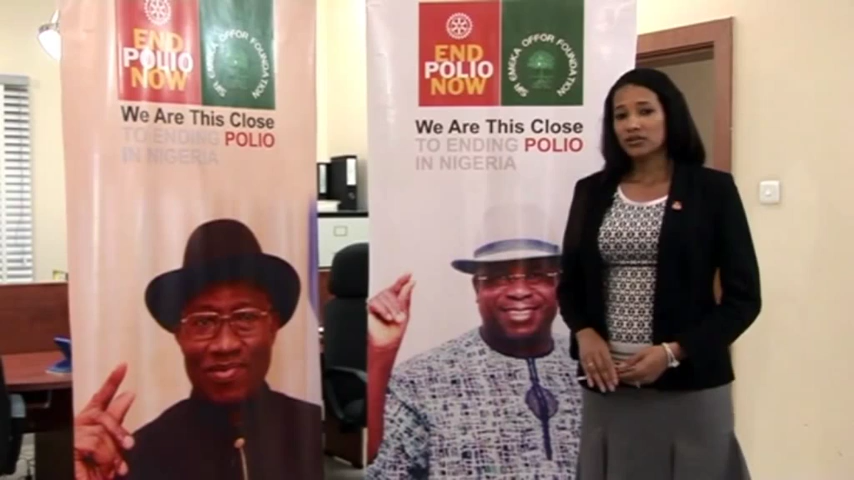 END
POLIO
NOW
SIR EMEKA OFFOR FOUNDATION
We Are This Close
TO ENDING POLIO
IN NIGERIA
END
POLIO
NOW
SIR EMEKA OFFOR FOUNDATION
We Are This Close
TO ENDING POLIO
IN NIGERIA